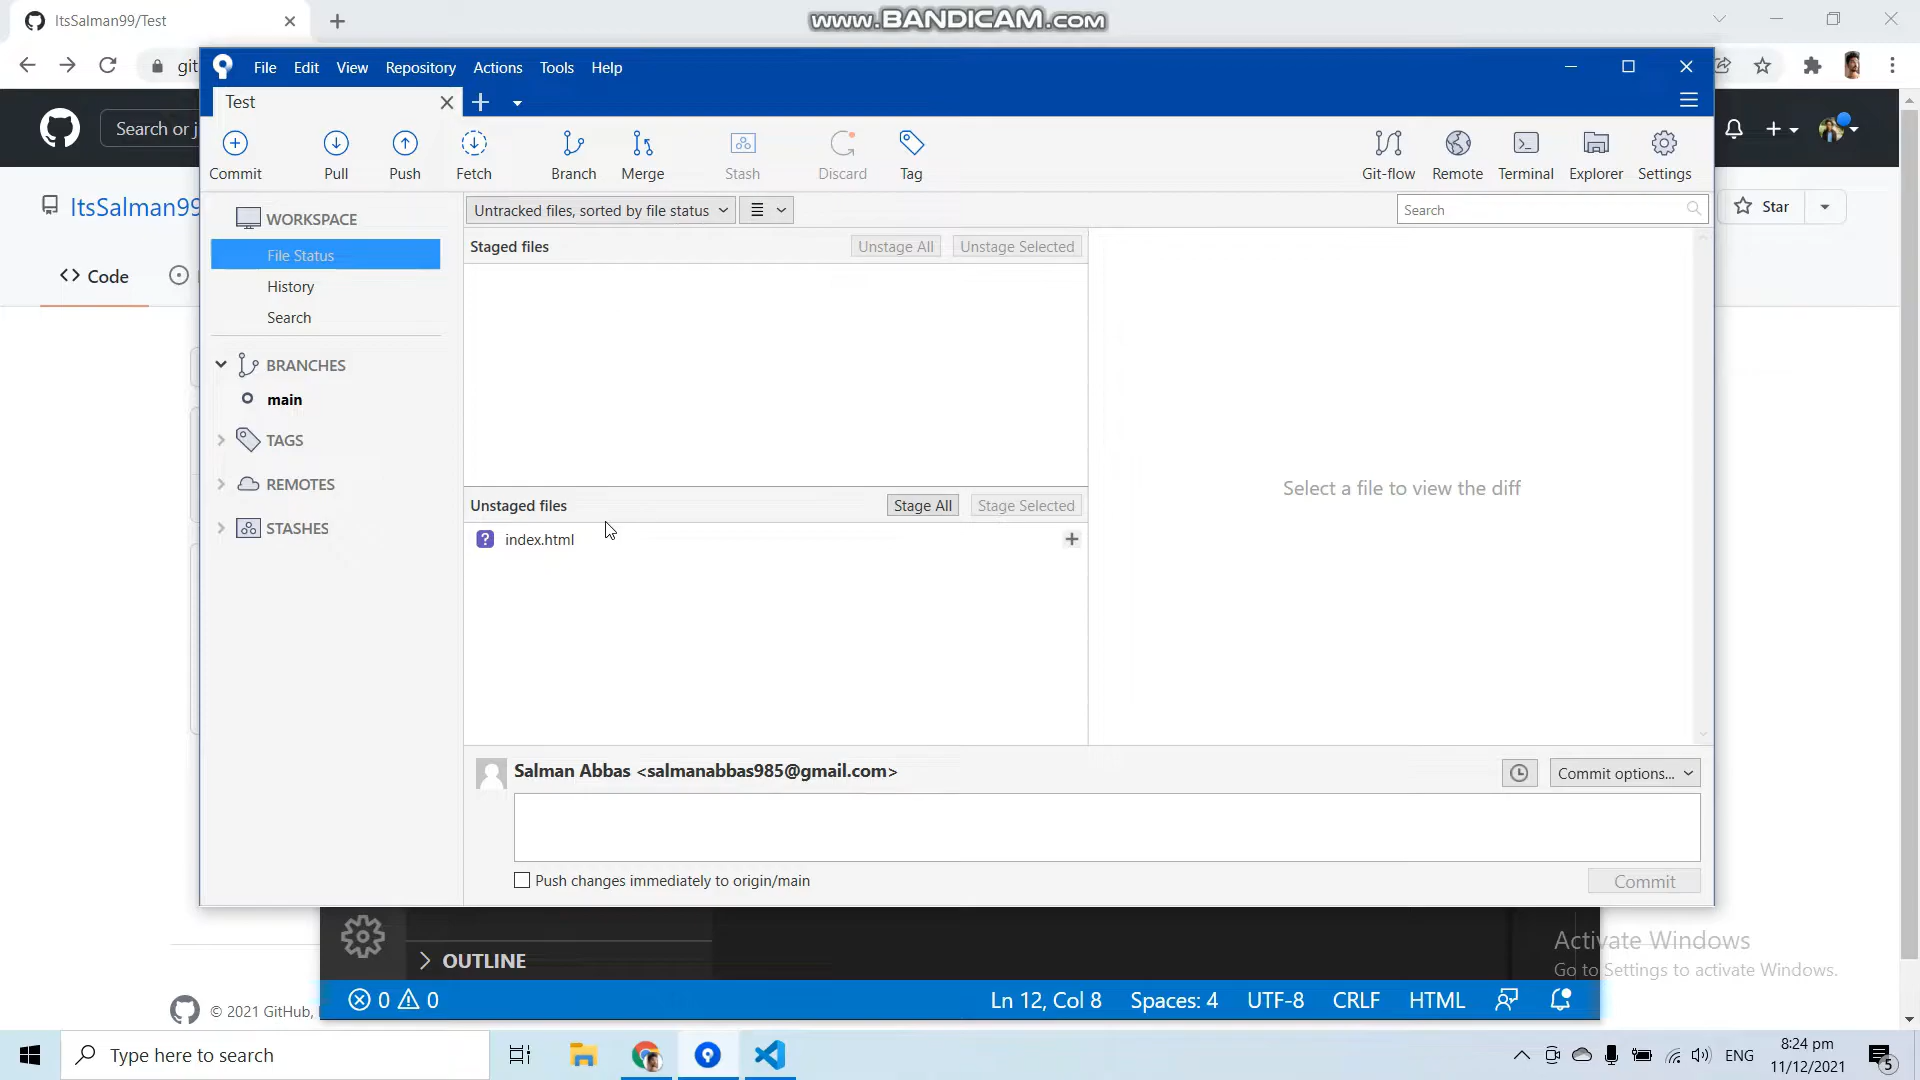 ItsSalman99/Test
www.BANDICAM.com
git
File Edit View Repository Actions Tools Help
Test
Search or j
Commit Pull Push Fetch Branch Merge Stash Discard Tag Git-flow Remote Terminal Explorer Settings
ItsSalman99
Star
WORKSPACE
Untracked files, sorted by file status
Search
File Status
Staged files Unstage All Unstage Selected
History
Code
Search
BRANCHES
main
TAGS
REMOTES
Select a file to view the diff
Unstaged files Stage All Stage Selected
STASHES
? index.html
Salman Abbas <salmanabbas985@gmail.com>
Commit options...
Push changes immediately to origin/main
Commit
OUTLINE
Activate Windows
Go to Settings to activate Windows.
0 0 Ln 12, Col 8 Spaces: 4 UTF-8 CRLF HTML
© 2021 GitHub,
Type here to search
ENG
8:24 pm
11/12/2021
5